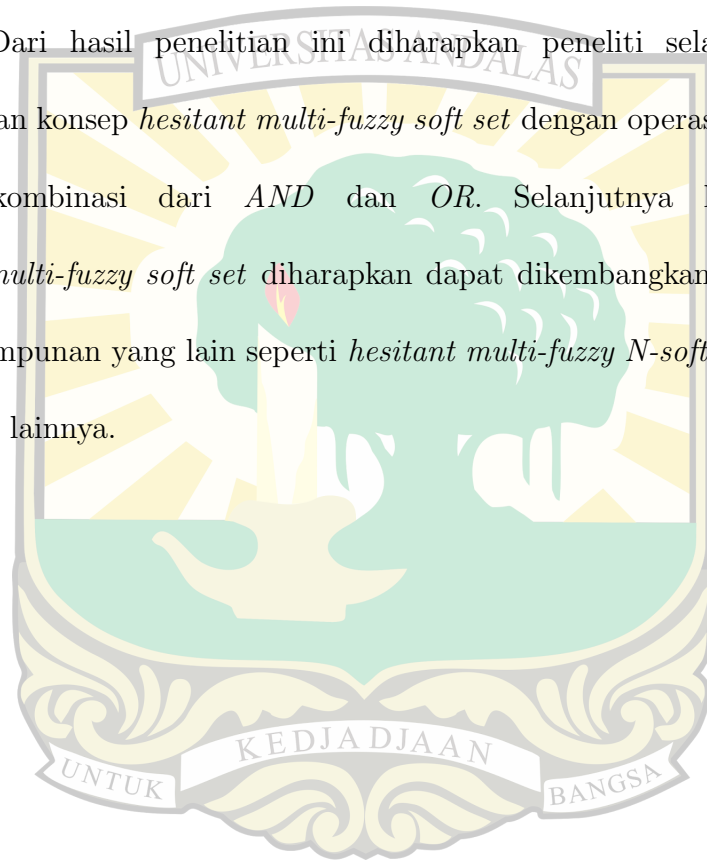 Dari hasil penelitian ini diharapkan peneliti sela
UNIVERSITAS ANDALAS
an konsep hesitant multi-fuzzy soft set dengan operas
kombinasi dari AND dan OR. Selanjutnya
multi-fuzzy soft set diharapkan dapat dikembangkan
mpunan yang lain seperti hesitant multi-fuzzy N-soft
lainnya.
KEDJADJAAN
UNTUK
BANGSA